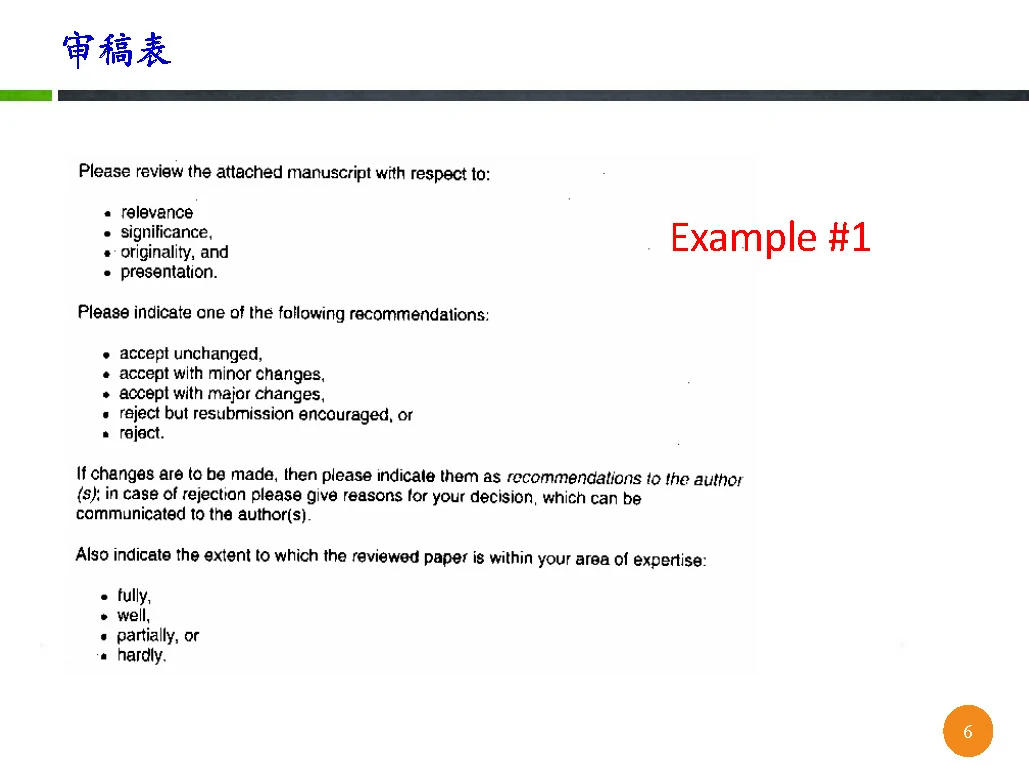 审稿表
Please review the attached manuscript with respect to:
Example #1
• relevance
• significance,
• originality, and
• presentation.
Please indicate one of the following recommendations:
• accept unchanged,
• accept with minor changes,
• accept with major changes,
• reject but resubmission encouraged, or
• reject.
If changes are to be made, then please indicate them as recommendations to the author
(s); in case of rejection please give reasons for your decision, which can be
communicated to the author(s).
Also indicate the extent to which the reviewed paper is within your area of expertise:
• fully,
• well,
• partially, or
• hardly.
6